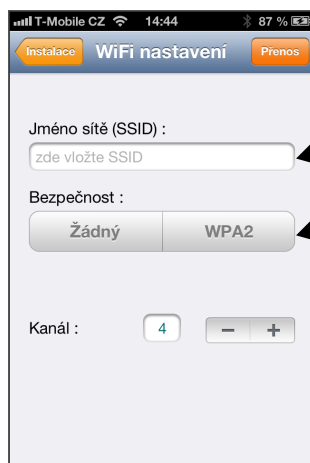 T-Mobile CZ 14:44 87 %
Instalace WiFi nastavení Přenos
Jméno sítě (SSID) :
zde vložte SSID
Bezpečnost :
Žádný WPA2
Kanál : 4 − +